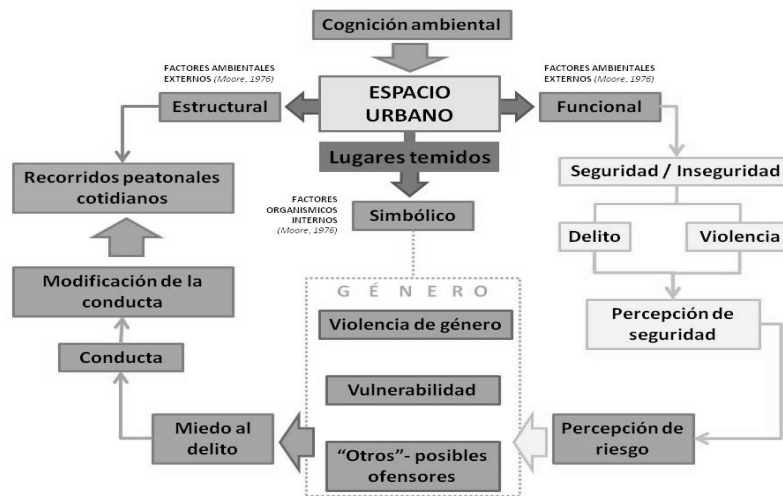 Cognición ambiental
FACTORES AMBIENTALES
EXTERNOS (Moore, 1976)
FACTORES AMBIENTALES
EXTERNOS (Moore, 1976)
Estructural
ESPACIO
URBANO
Funcional
Lugares temidos
Recorridos peatonales
cotidianos
Seguridad / Inseguridad
FACTORES
ORGANISMICOS
INTERNOS
(Moore, 1976)
Simbólico
Delito
Violencia
Modificación de la
conducta
GÉNERO
Violencia de género
Percepción de
seguridad
Conducta
Vulnerabilidad
Miedo al
delito
"Otros"- posibles
ofensores
Percepción de
riesgo